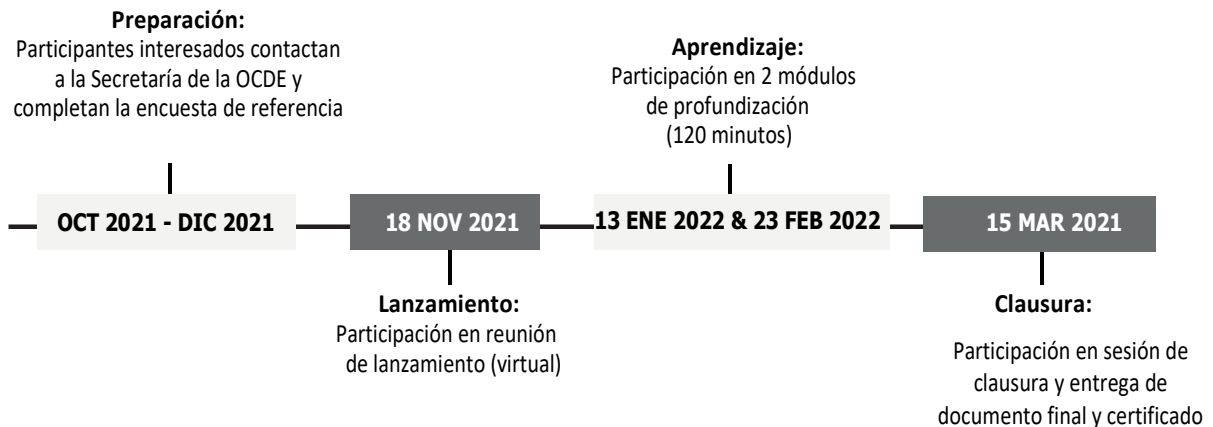 Preparación:
Participantes interesados contactan
a la Secretaría de la OCDE y
completan la encuesta de referencia
OCT 2021 - DIC 2021
18 NOV 2021
Lanzamiento:
Participación en reunión
de lanzamiento (virtual)
Aprendizaje:
Participación en 2 módulos
de profundización
(120 minutos)
13 ENE 2022 & 23 FEB 2022
15 MAR 2021
Clausura:
Participación en sesión de
clausura y entrega de
documento final y certificado